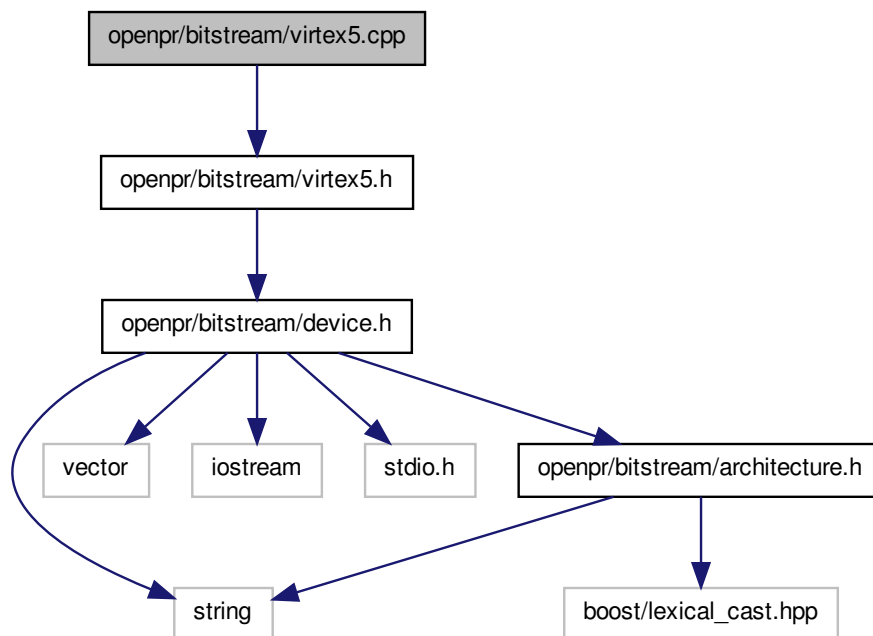 openpr/bitstream/virtex5.cpp
openpr/bitstream/virtex5.h
openpr/bitstream/device.h
vector
iostream
stdio.h
openpr/bitstream/architecture.h
string
boost/lexical_cast.hpp